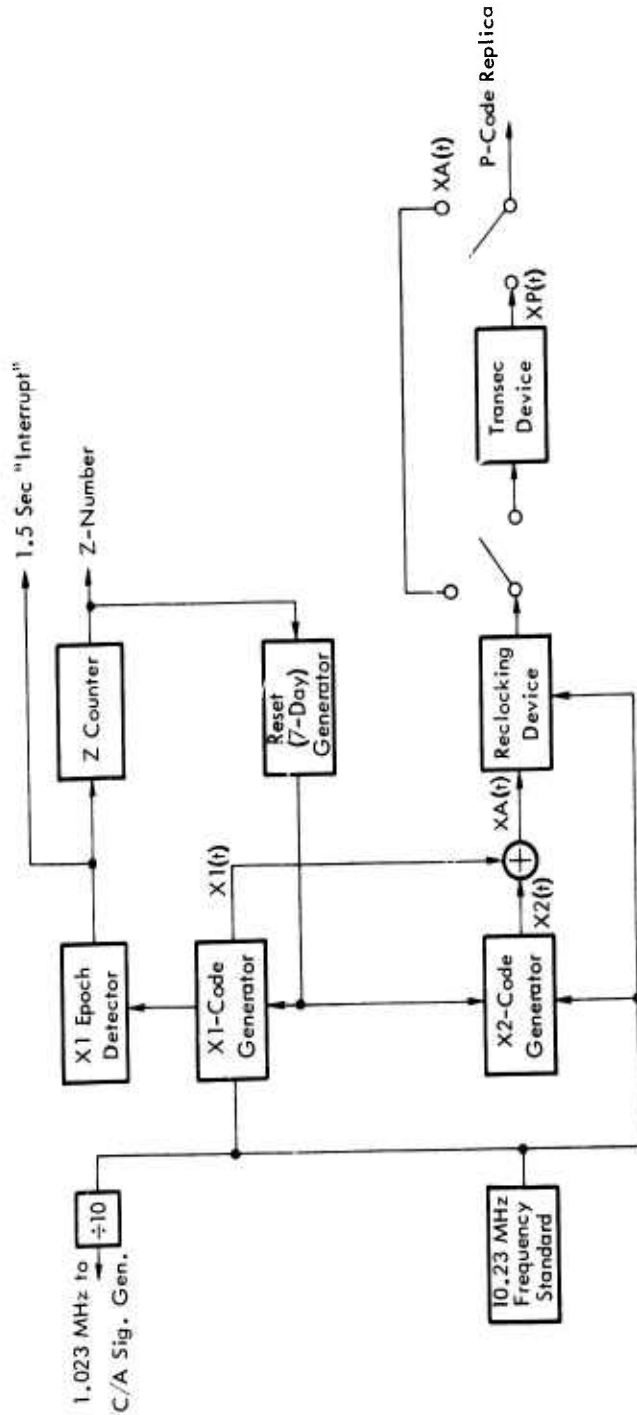 1.023 MHz to
C/A Sig. Gen.
÷10
10.23 MHz
Frequency
Standard
X1 Epoch
Detector
X1-Code
Generator
X2-Code
Generator
1.5 Sec "Interrupt"
Z Counter
Z-Number
Reset
(7-Day)
Generator
X1(t)
X2(t)
XA(t)
Reclocking
Device
Transec
Device
XP(t)
XA(t)
P-Code Replica